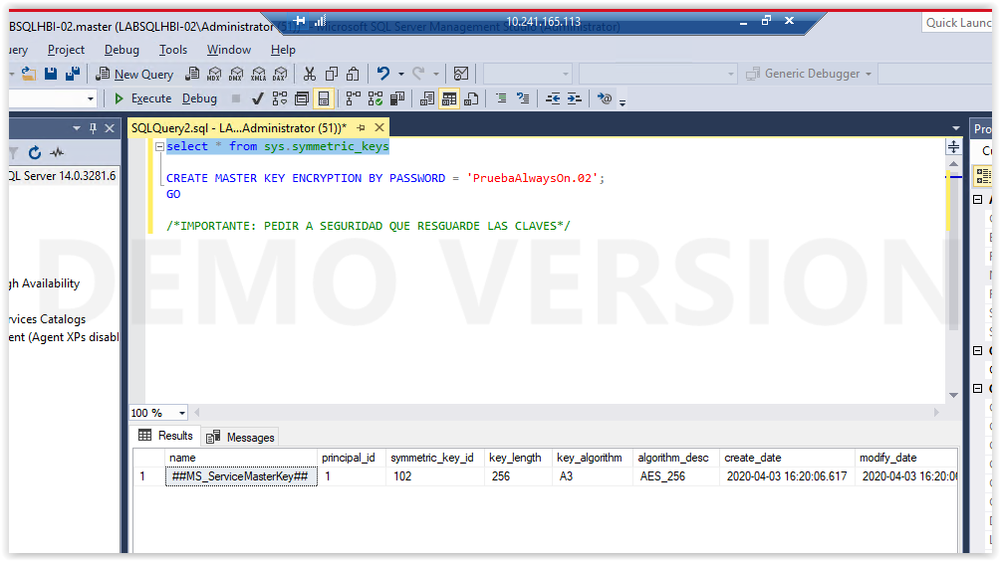 BSQLHBI-02.master (LABSQLHBI-02\Administrator (51)) - Microsoft SQL Server Management Studio (Administrator)
10.241.165.113
Quick Launc
uery Project Debug Tools Window Help
New Query MDX DMX XMLA DAX Generic Debugger
Execute Debug
SQLQuery2.sql - LA...Administrator (51))*
Pro
select * from sys.symmetric_keys
Cu
QL Server 14.0.3281.6
CREATE MASTER KEY ENCRYPTION BY PASSWORD = 'PruebaAlwaysOn.02';
GO
/*IMPORTANTE: PEDIR A SEGURIDAD QUE RESGUARDE LAS CLAVES*/
DEMO VERSION
gh Availability
rvices Catalogs
ent (Agent XPs disabl
100 %
Results Messages
name principal_id symmetric_key_id key_length key_algorithm algorithm_desc create_date modify_date
1 ##MS_ServiceMasterKey## 1 102 256 A3 AES_256 2020-04-03 16:20:06.617 2020-04-03 16:20:0